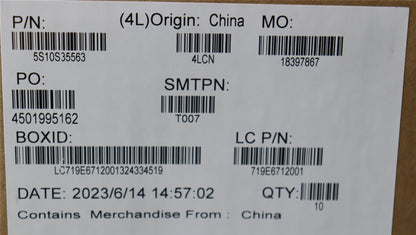 P/N: (4L)Origin: China MO:
5S10S35563 4LCN 18397867
PO: SMTPN:
4501995162 T007
BOXID: LC P/N:
LC719E6712001324334519 719E6712001
DATE: 2023/6/14 14:57:02 QTY:
10
Contains Merchandise From : China